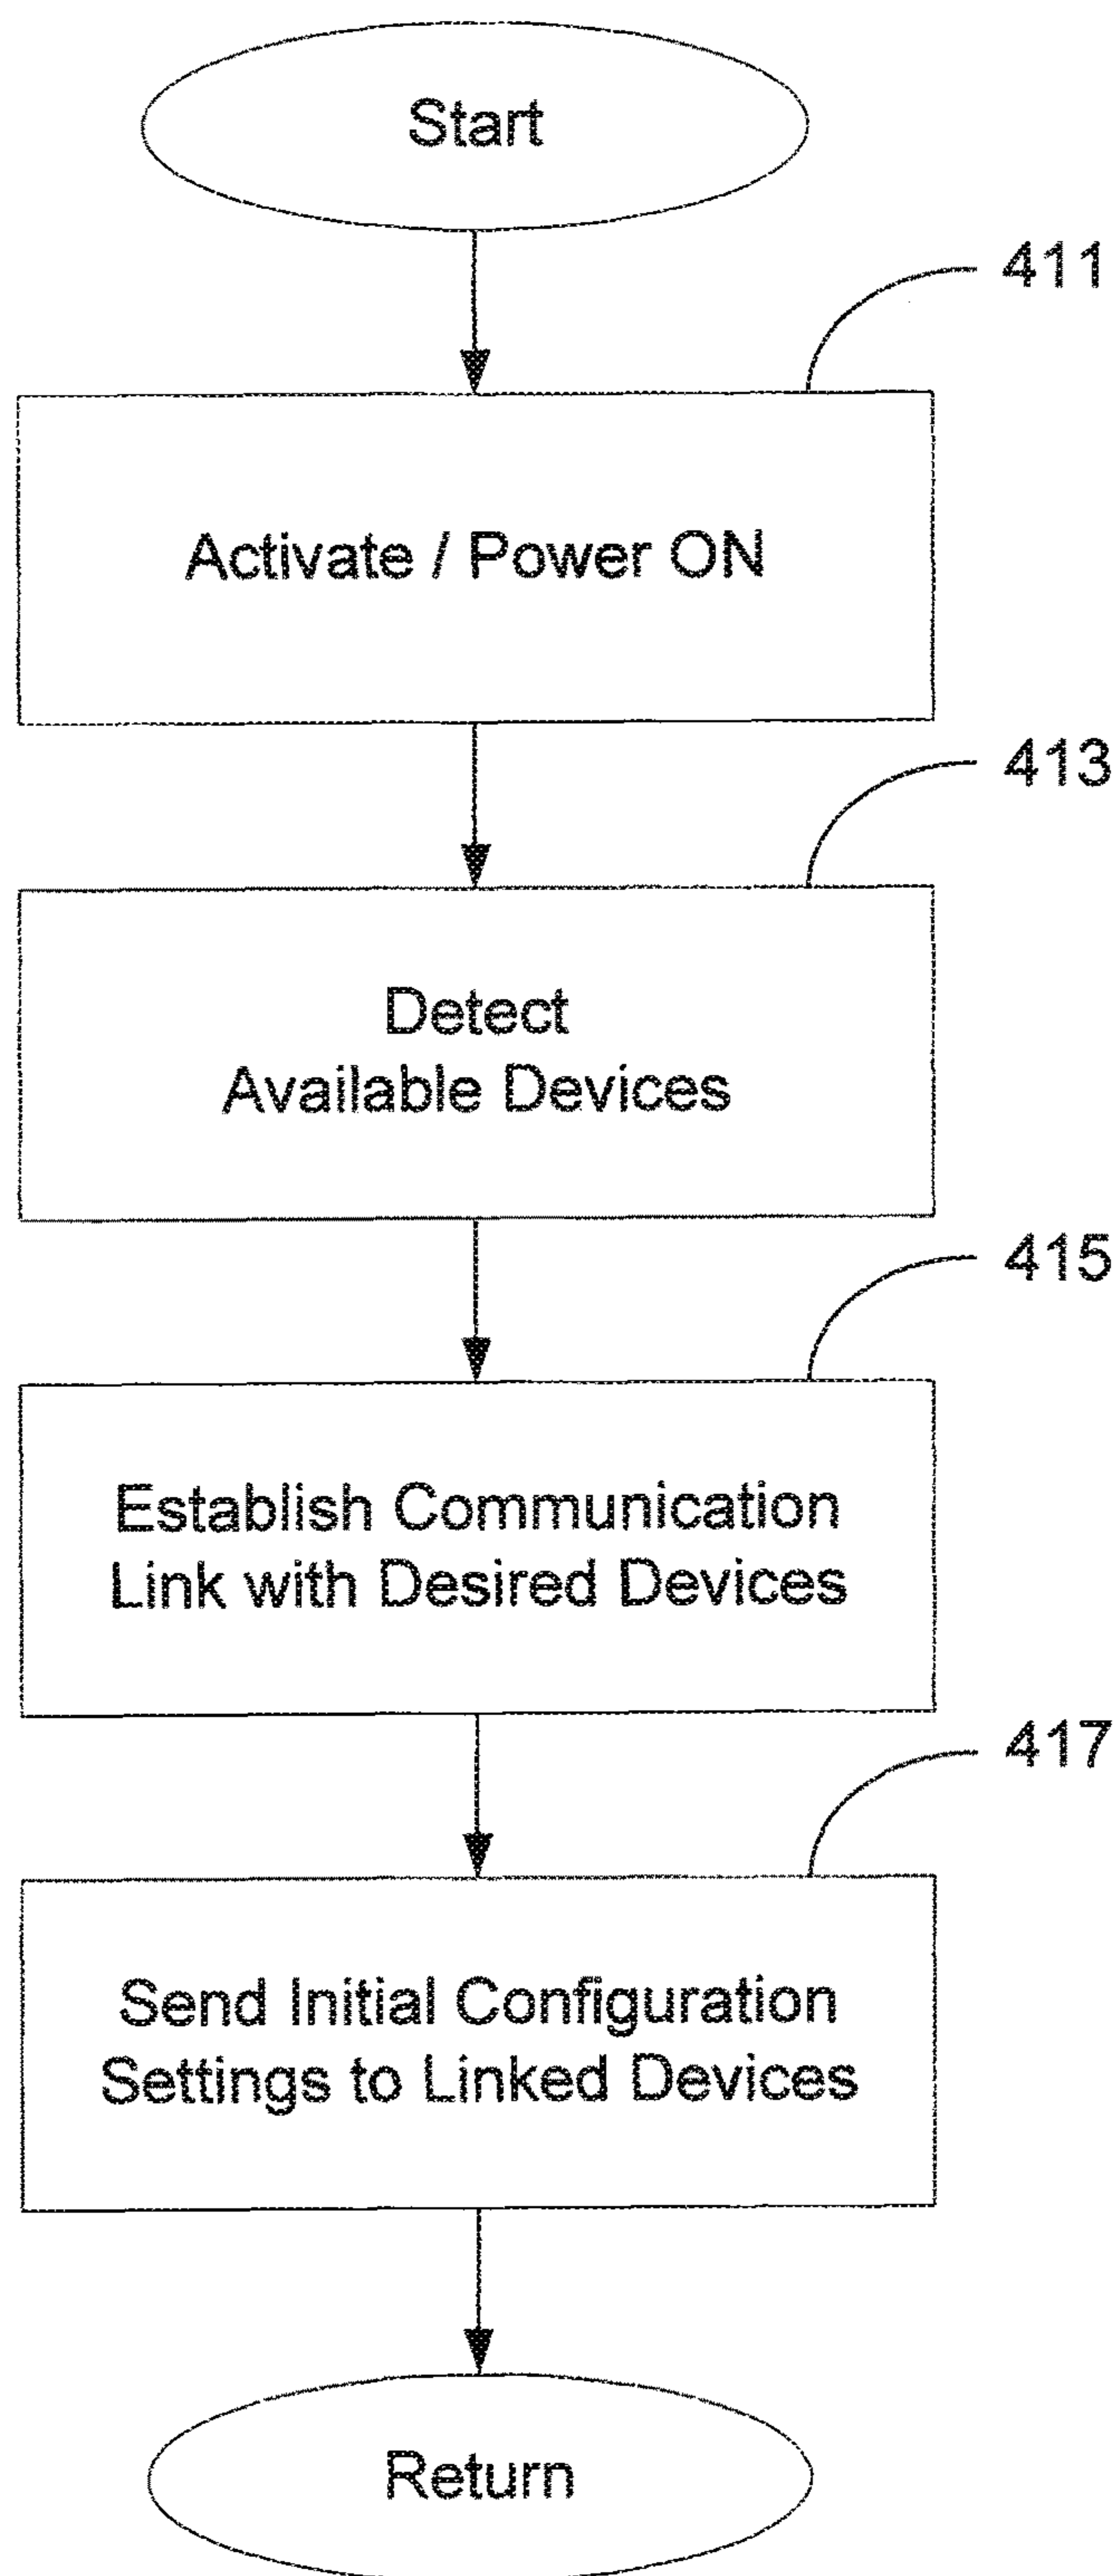 Start
411
Activate / Power ON
413
Detect
Available Devices
415
Establish Communication
Link with Desired Devices
417
Send Initial Configuration
Settings to Linked Devices
Return